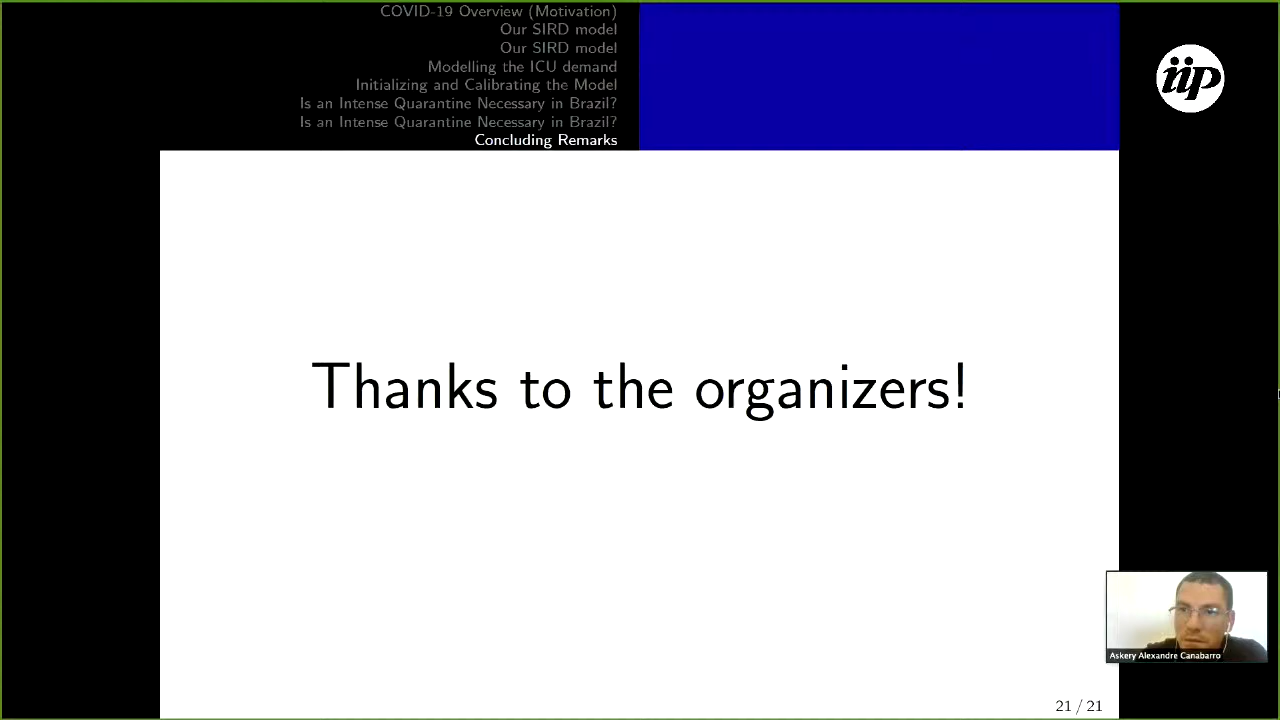 COVID-19 Overview (Motivation)
Our SIRD model
Our SIRD model
Modelling the ICU demand
Initializing and Calibrating the Model
Is an Intense Quarantine Necessary in Brazil?
Is an Intense Quarantine Necessary in Brazil?
Concluding Remarks
iip
Thanks to the organizers!
Askery Alexandre Canabarro
21 / 21